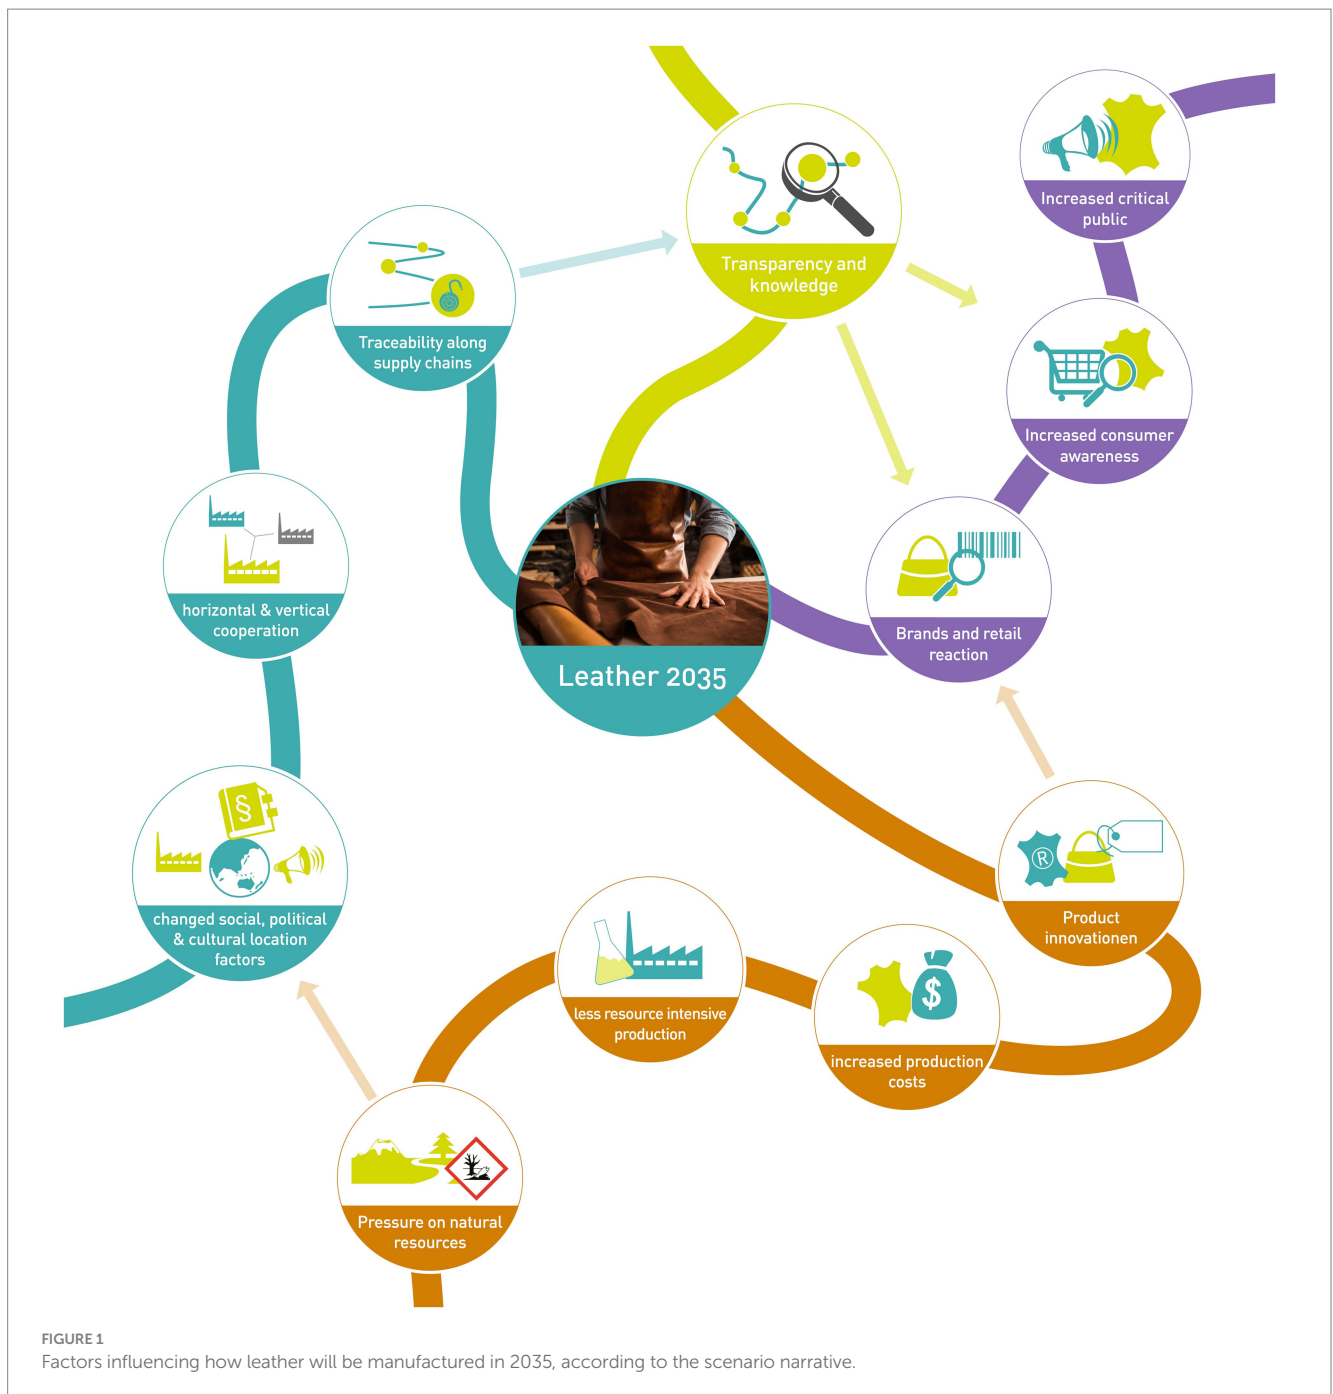 Increased critical
public
Transparency and
knowledge
Traceability along
supply chains
Increased consumer
awareness
horizontal & vertical
cooperation
Brands and retail
reaction
Leather 2035
§
changed social, political
& cultural location
factors
®
Product
innovationen
less resource intensive
production
$
increased production
costs
Pressure on natural
resources
FIGURE 1
Factors influencing how leather will be manufactured in 2035, according to the scenario narrative.